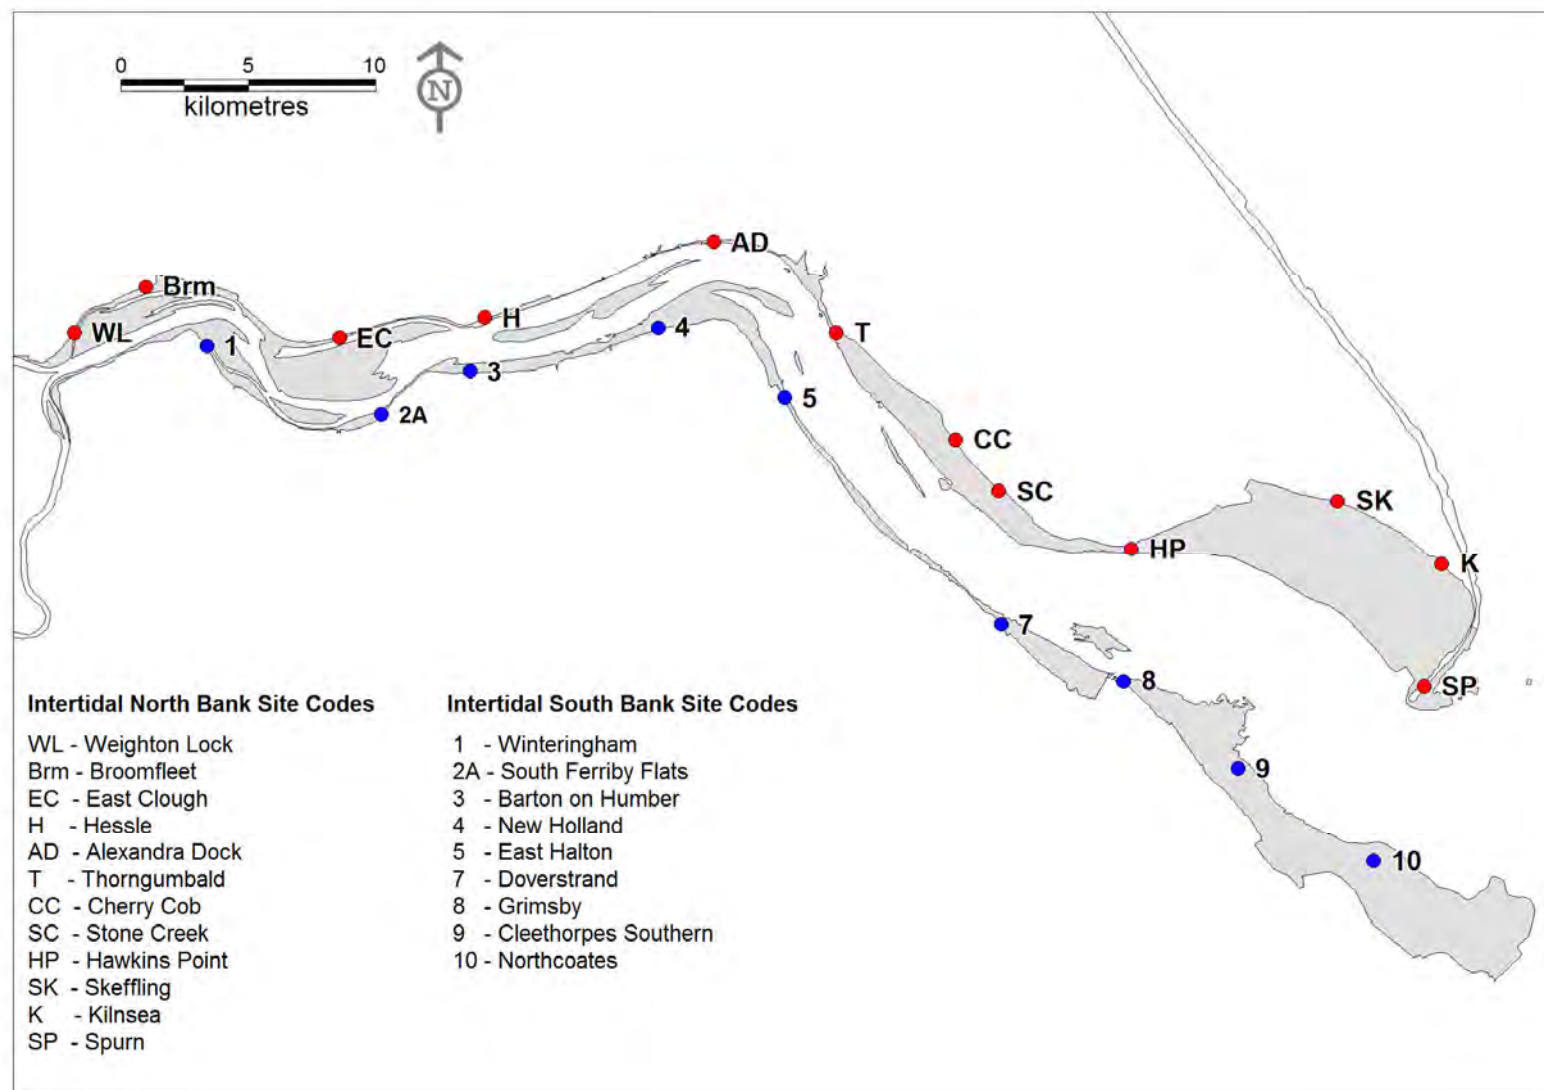 0 5 10
kilometres
N
AD
Brm
H
WL
1
EC
4
T
3
5
2A
CC
SC
SK
HP
K
7
8
SP
9
10
Intertidal North Bank Site Codes
WL - Weighton Lock
Brm - Broomfleet
EC - East Clough
H - Hessle
AD - Alexandra Dock
T - Thorngumbald
CC - Cherry Cob
SC - Stone Creek
HP - Hawkins Point
SK - Skeffling
K - Kilnsea
SP - Spurn
Intertidal South Bank Site Codes
1 - Winteringham
2A - South Ferriby Flats
3 - Barton on Humber
4 - New Holland
5 - East Halton
7 - Doverstrand
8 - Grimsby
9 - Cleethorpes Southern
10 - Northcoates